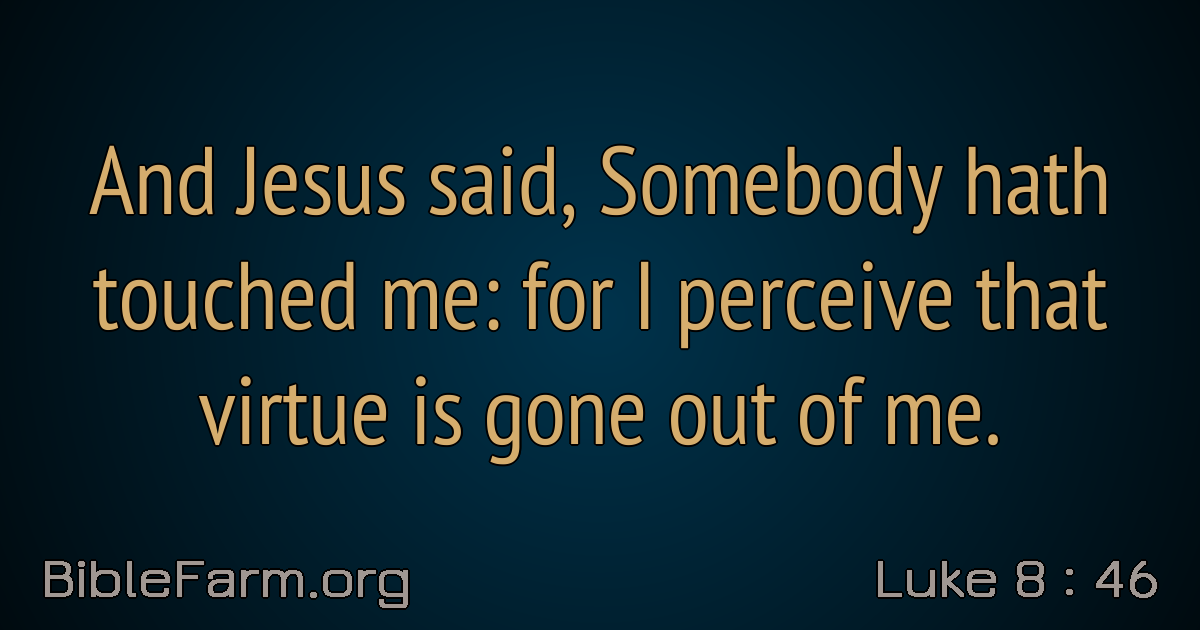 And Jesus said, Somebody hath
touched me: for I perceive that
virtue is gone out of me.
BibleFarm.org
Luke 8 : 46